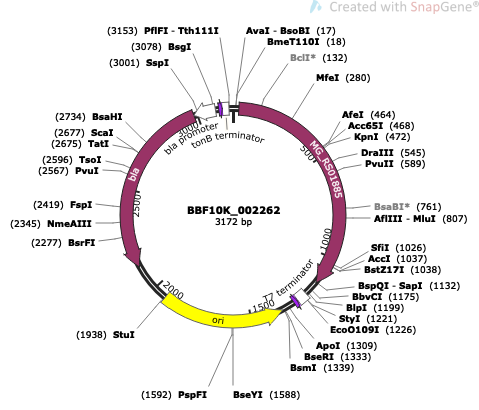 Created with SnapGene®
(3153) PflFI - Tth111I
(3078) BsgI
(3001) SspI
AvaI - BsoBI (17)
BmeT110I (18)
BclI* (132)
MfeI (280)
(2734) BsaHI
(2677) ScaI
(2675) TatI
(2596) TsoI
(2567) PvuI
(2419) FspI
(2345) NmeAIII
(2277) BsrFI
AfeI (464)
Acc65I (468)
KpnI (472)
DraIII (545)
PvuII (589)
BsaBI* (761)
AflIII - MluI (807)
SfiI (1026)
AccI (1037)
BstZ17I (1038)
BspQI - SapI (1132)
BbvCI (1175)
BlpI (1199)
StyI (1221)
EcoO109I (1226)
ApoI (1309)
BseRI (1333)
BsmI (1339)
(1938) StuI
(1592) PspFI
BseYI (1588)
bla promoter
tonB terminator
MG_RS01885
bla
T7 terminator
ori
500
1000
1500
2000
2500
3000
BBF10K_002262
3172 bp